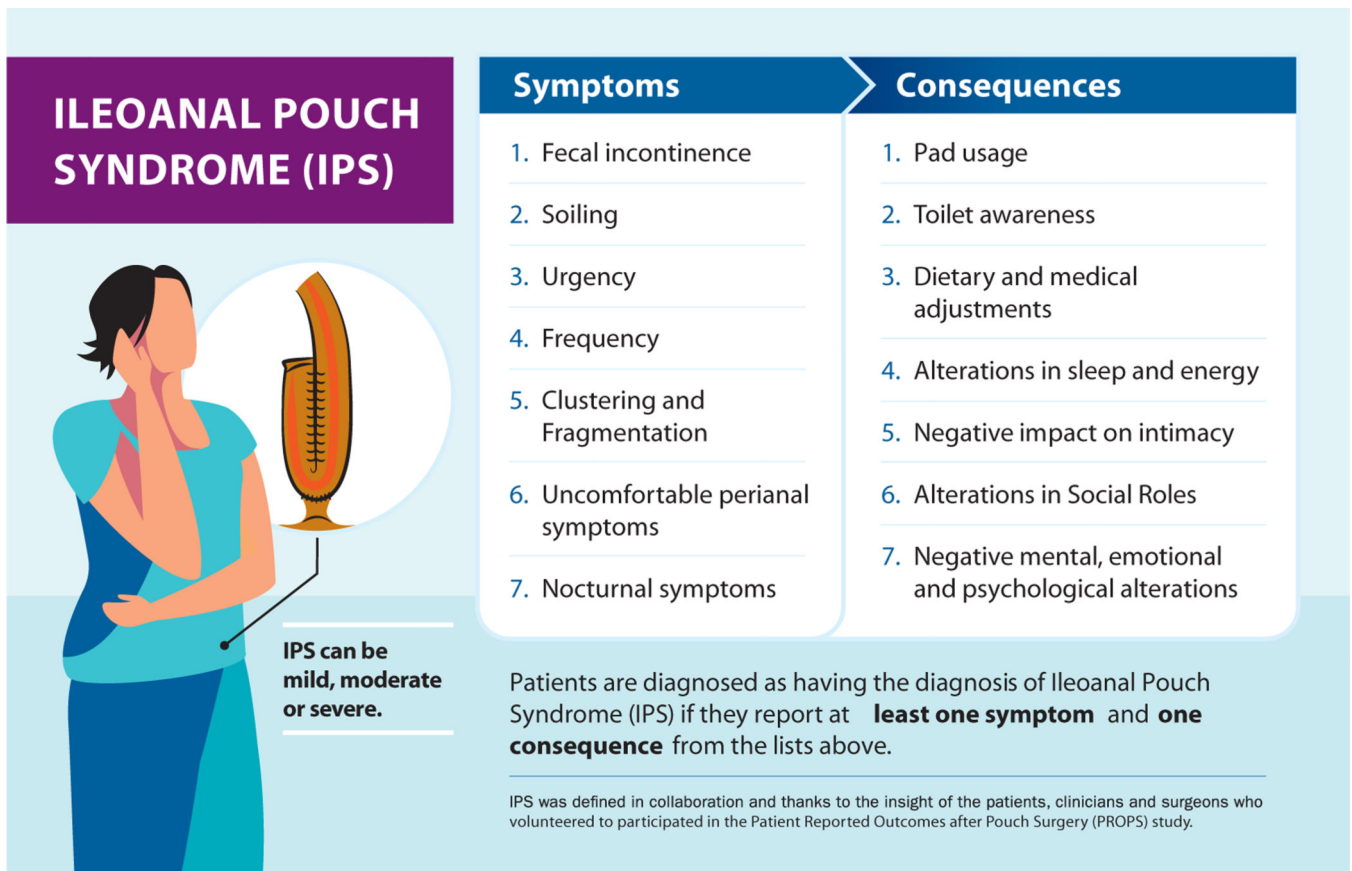 ILEOANAL POUCH
SYNDROME (IPS)
IPS can be
mild, moderate
or severe.
Symptoms
1. Fecal incontinence
2. Soiling
3. Urgency
4. Frequency
5. Clustering and
Fragmentation
6. Uncomfortable perianal
symptoms
7. Nocturnal symptoms
Consequences
1. Pad usage
2. Toilet awareness
3. Dietary and medical
adjustments
4. Alterations in sleep and energy
5. Negative impact on intimacy
6. Alterations in Social Roles
7. Negative mental, emotional
and psychological alterations
Patients are diagnosed as having the diagnosis of Ileoanal Pouch
Syndrome (IPS) if they report at least one symptom and one
consequence from the lists above.
IPS was defined in collaboration and thanks to the insight of the patients, clinicians and surgeons who
volunteered to participated in the Patient Reported Outcomes after Pouch Surgery (PROPS) study.